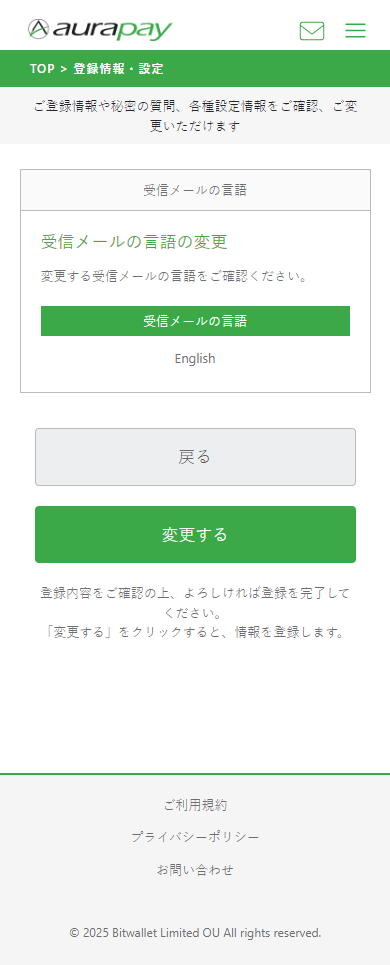 aurapay
TOP > 登録情報・設定
ご登録情報や秘密の質問、各種設定情報をご確認、ご変
更いただけます
受信メールの言語
受信メールの言語の変更
変更する受信メールの言語をご確認ください。
受信メールの言語
English
戻る
変更する
登録内容をご確認の上、よろしければ登録を完了して
ください。
「変更する」をクリックすると、情報を登録します。
ご利用規約
プライバシーポリシー
お問い合わせ
© 2025 Bitwallet Limited OU All rights reserved.